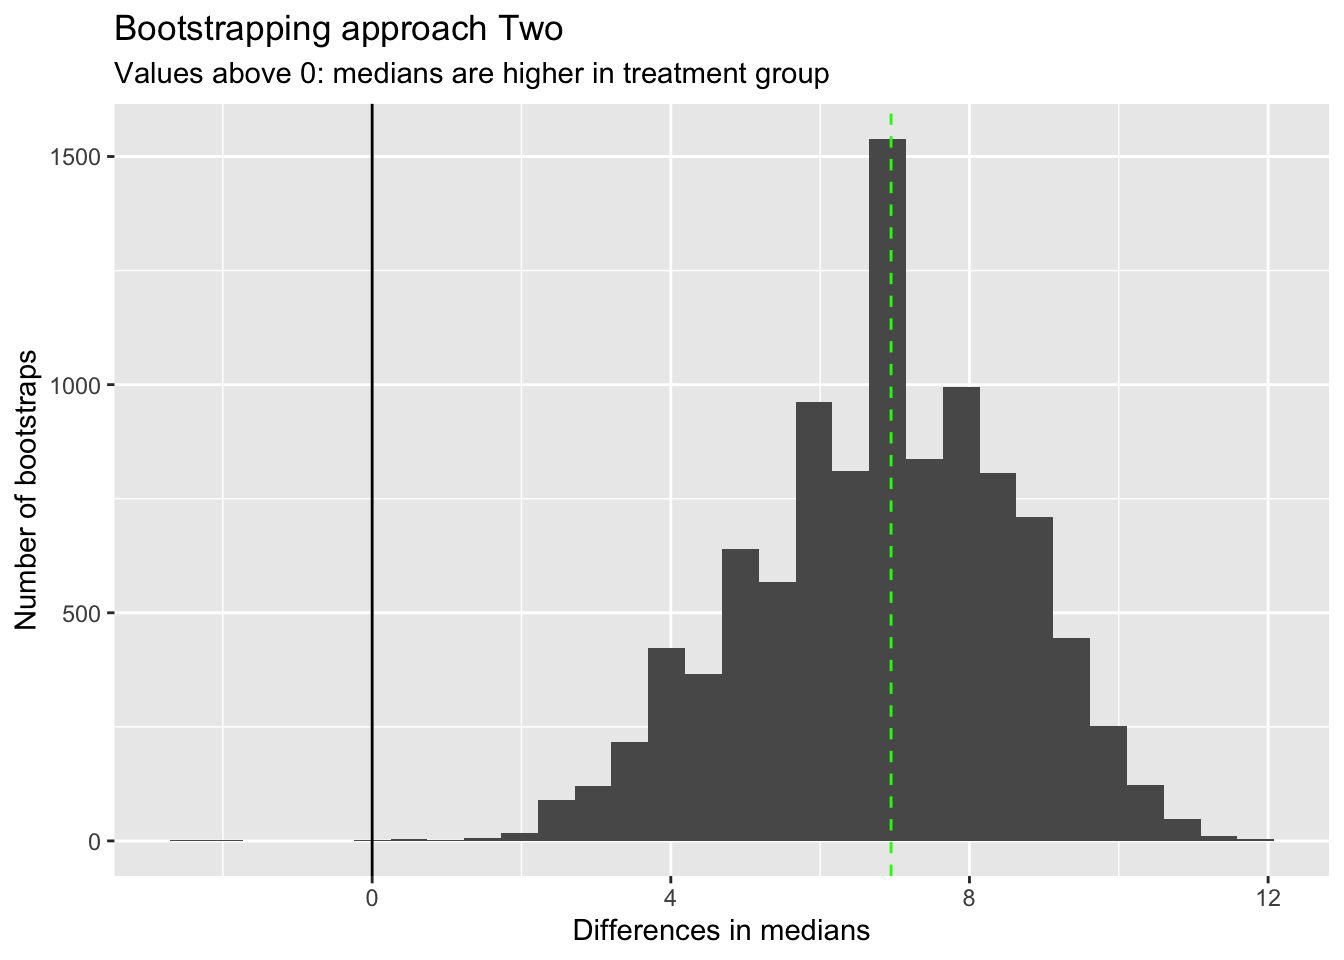 Bootstrapping approach Two
Values above 0: medians are higher in treatment group
Number of bootstraps
1500
1000
500
0
0 4 8 12
Differences in medians